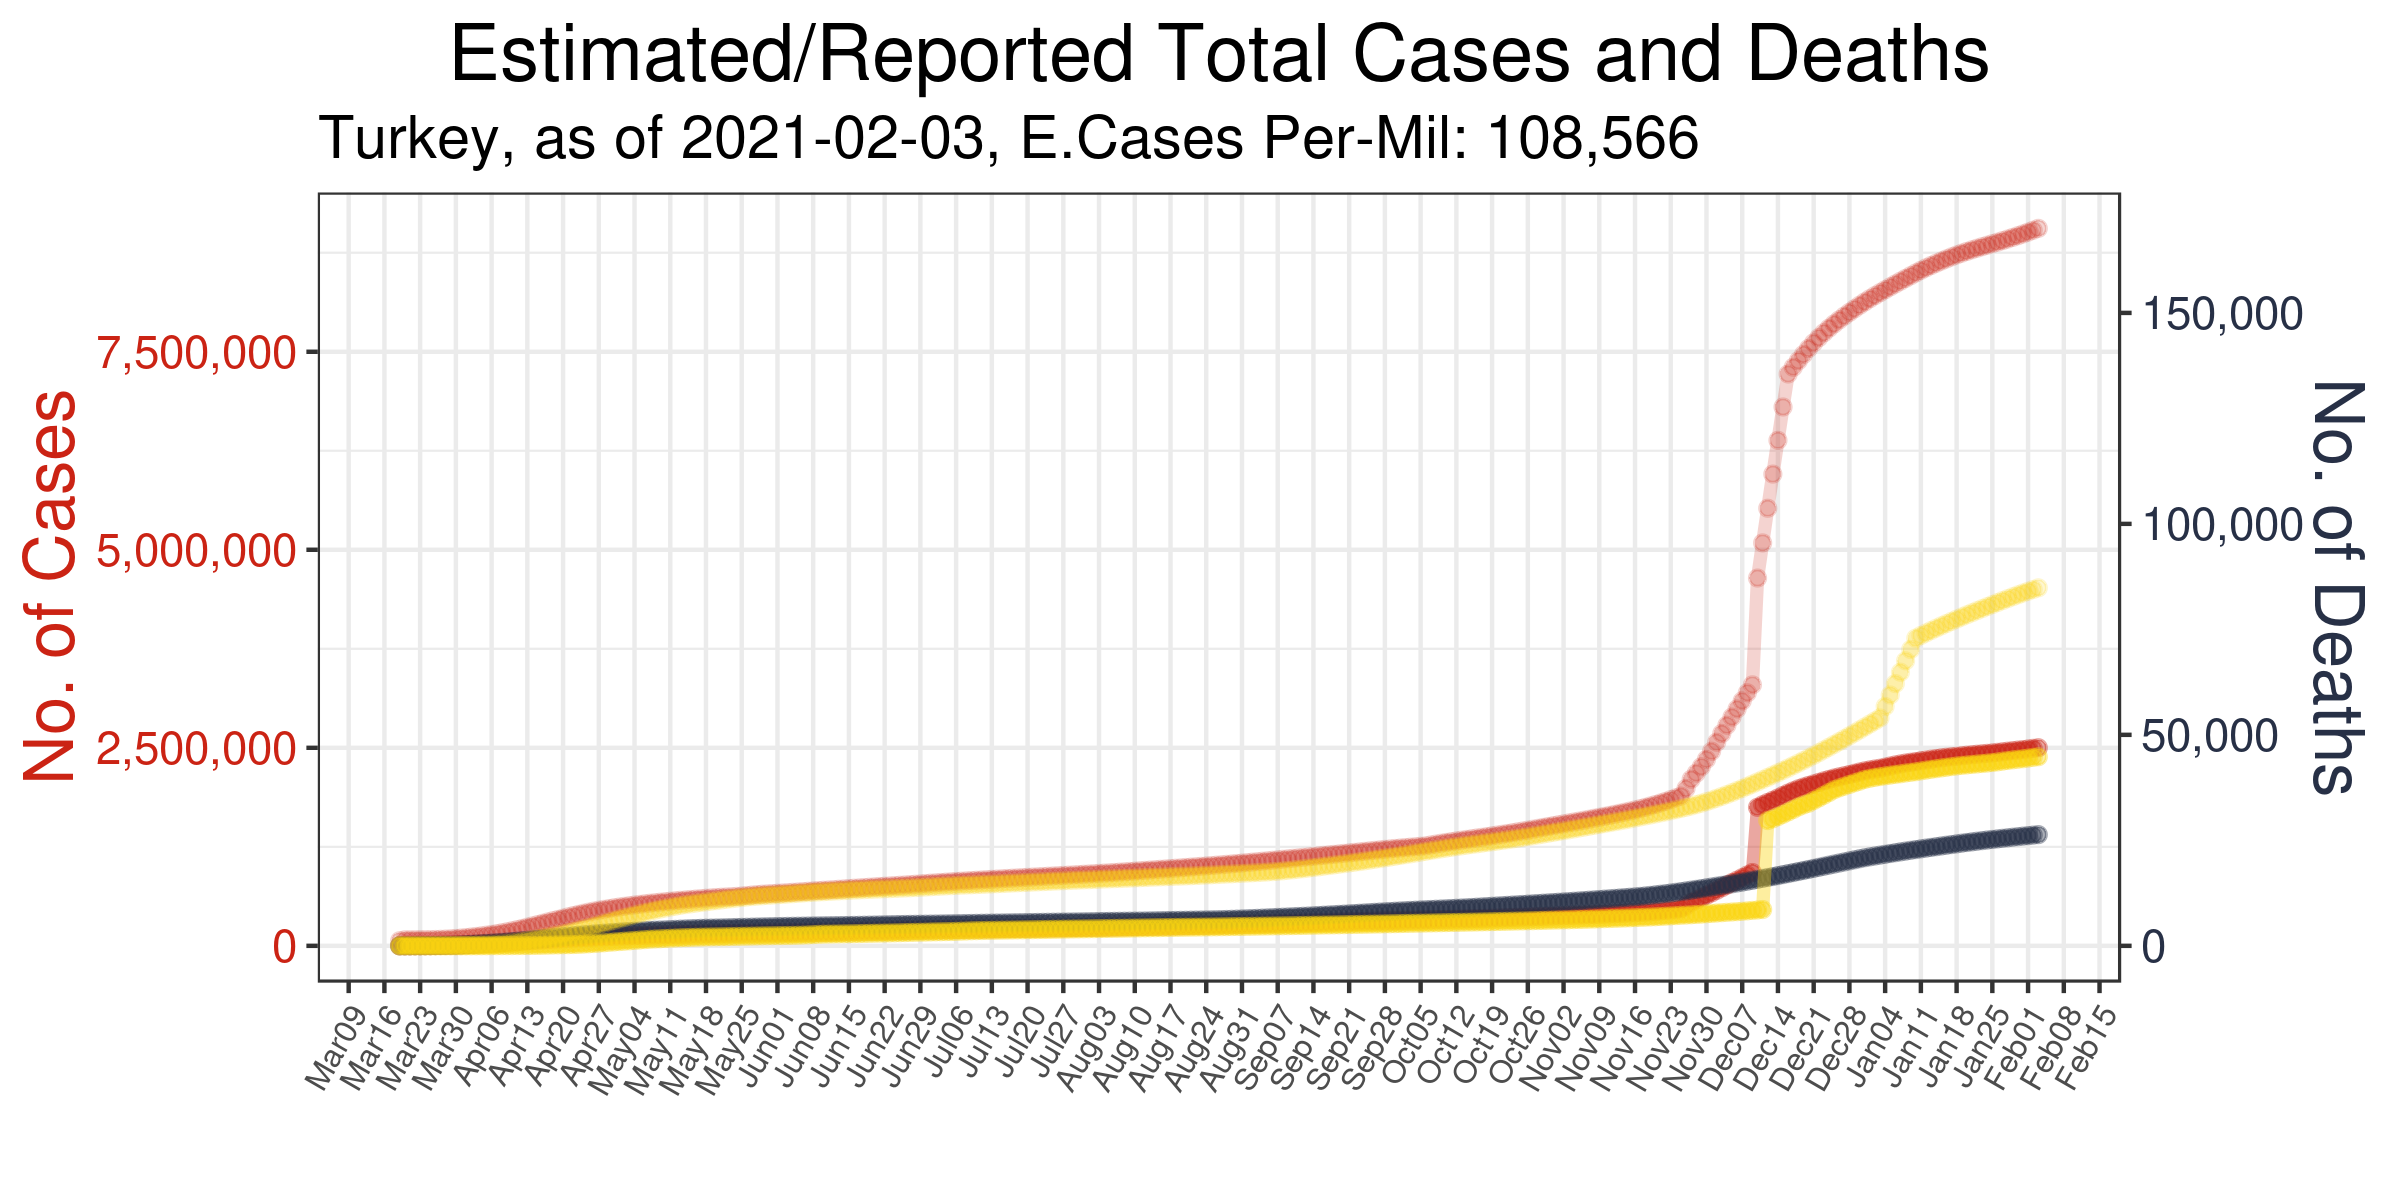 Estimated/Reported Total Cases and Deaths
Turkey, as of 2021-02-03, E.Cases Per-Mil: 108,566
No. of Cases
7,500,000
5,000,000
2,500,000
0
150,000
100,000
50,000
0
No. of Deaths
Mar09
Mar16
Mar23
Mar30
Apr06
Apr13
Apr20
Apr27
May04
May11
May18
May25
Jun01
Jun08
Jun15
Jun22
Jun29
Jul06
Jul13
Jul20
Jul27
Aug03
Aug10
Aug17
Aug24
Aug31
Sep07
Sep14
Sep21
Sep28
Oct05
Oct12
Oct19
Oct26
Nov02
Nov09
Nov16
Nov23
Nov30
Dec07
Dec14
Dec21
Dec28
Jan04
Jan11
Jan18
Jan25
Feb01
Feb08
Feb15